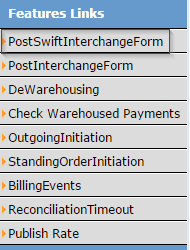 Features Links
PostSwiftInterchangeForm
PostInterchangeForm
DeWarehousing
Check Warehoused Payments
OutgoingInitiation
StandingOrderInitiation
BillingEvents
ReconciliationTimeout
Publish Rate